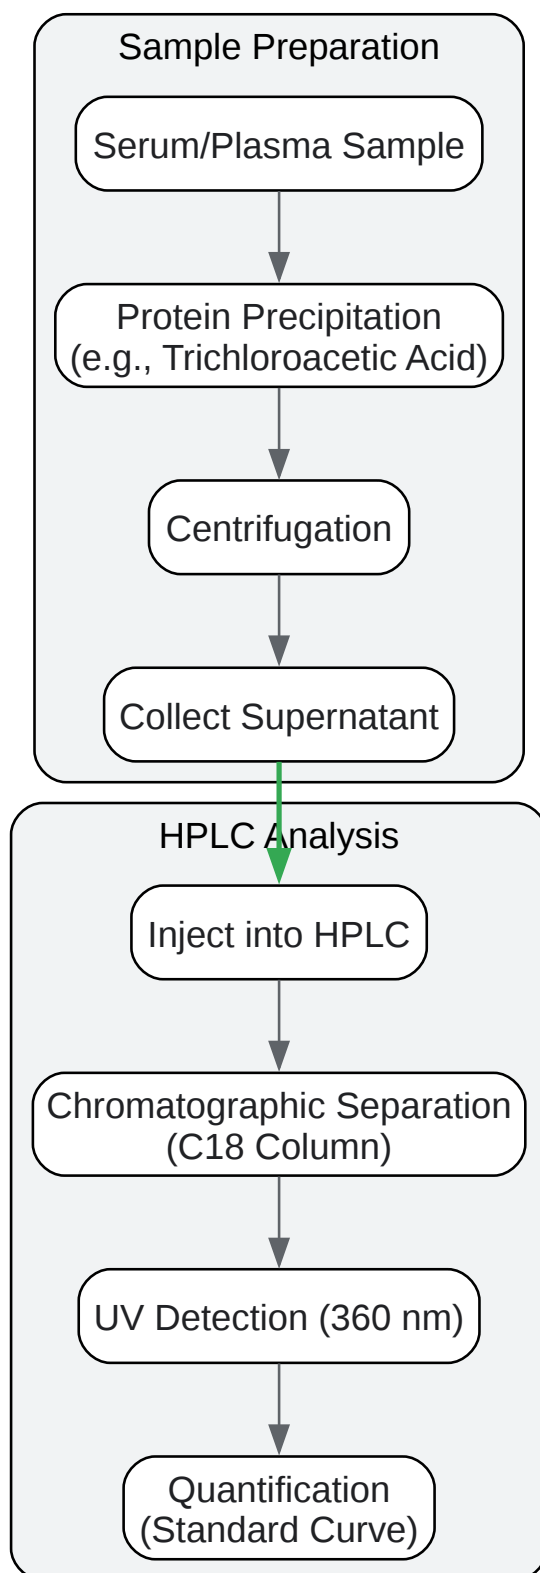 Sample Preparation
Serum/Plasma Sample
Protein Precipitation
(e.g., Trichloroacetic Acid)
Centrifugation
Collect Supernatant
HPLC Analysis
Inject into HPLC
Chromatographic Separation
(C18 Column)
UV Detection (360 nm)
Quantification
(Standard Curve)